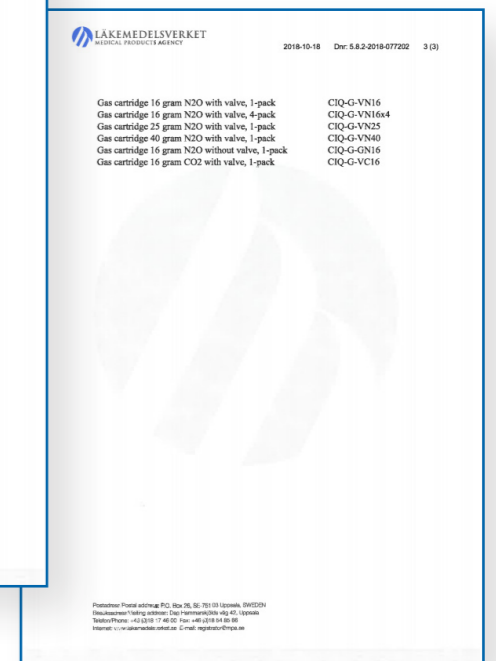 LÄKEMEDELSVERKET
MEDICAL PRODUCTS AGENCY
2018-10-18 Dnr: 5.8.2-2018-077202 3 (3)
Gas cartridge 16 gram N2O with valve, 1-pack CIQ-G-VN16
Gas cartridge 16 gram N2O with valve, 4-pack CIQ-G-VN16x4
Gas cartridge 25 gram N2O with valve, 1-pack CIQ-G-VN25
Gas cartridge 40 gram N2O with valve, 1-pack CIQ-G-VN40
Gas cartridge 16 gram N2O without valve, 1-pack CIQ-G-GN16
Gas cartridge 16 gram CO2 with valve, 1-pack CIQ-G-VC16
Postadress/Postal address: P.O. Box 26, SE-751 03 Uppsala, SWEDEN
Besöksadress/Visiting address: Dag Hammarskjölds väg 42, Uppsala
Telefon/Phone: +46 (0)18 17 46 00 Fax: +46 (0)18 54 85 66
Internet: www.lakemedelsverket.se E-mail: registrator@mpa.se